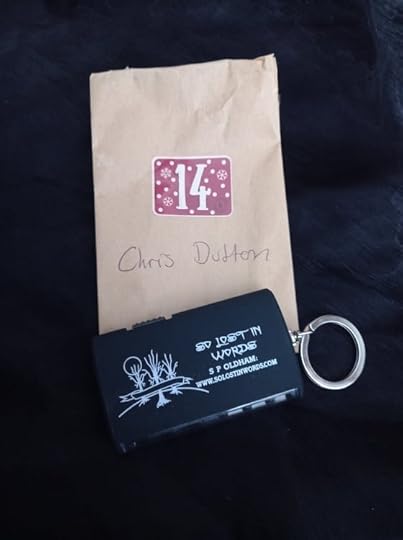 14
Chris Dutton
SO LOST IN
WORDS
S P OLDHAM:
WWW.SOLOSTINWORDS.COM